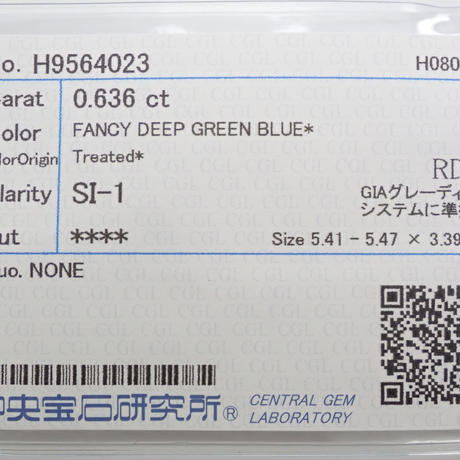 o. H9564023 H080
arat 0.636 ct
olor FANCY DEEP GREEN BLUE*
olorOrigin Treated*
larity SI-1 RD
GIAグレーディ
システムに準
ut **** Size 5.41 - 5.47 × 3.39
uo. NONE
央宝石研究所® CENTRAL GEM
LABORATORY